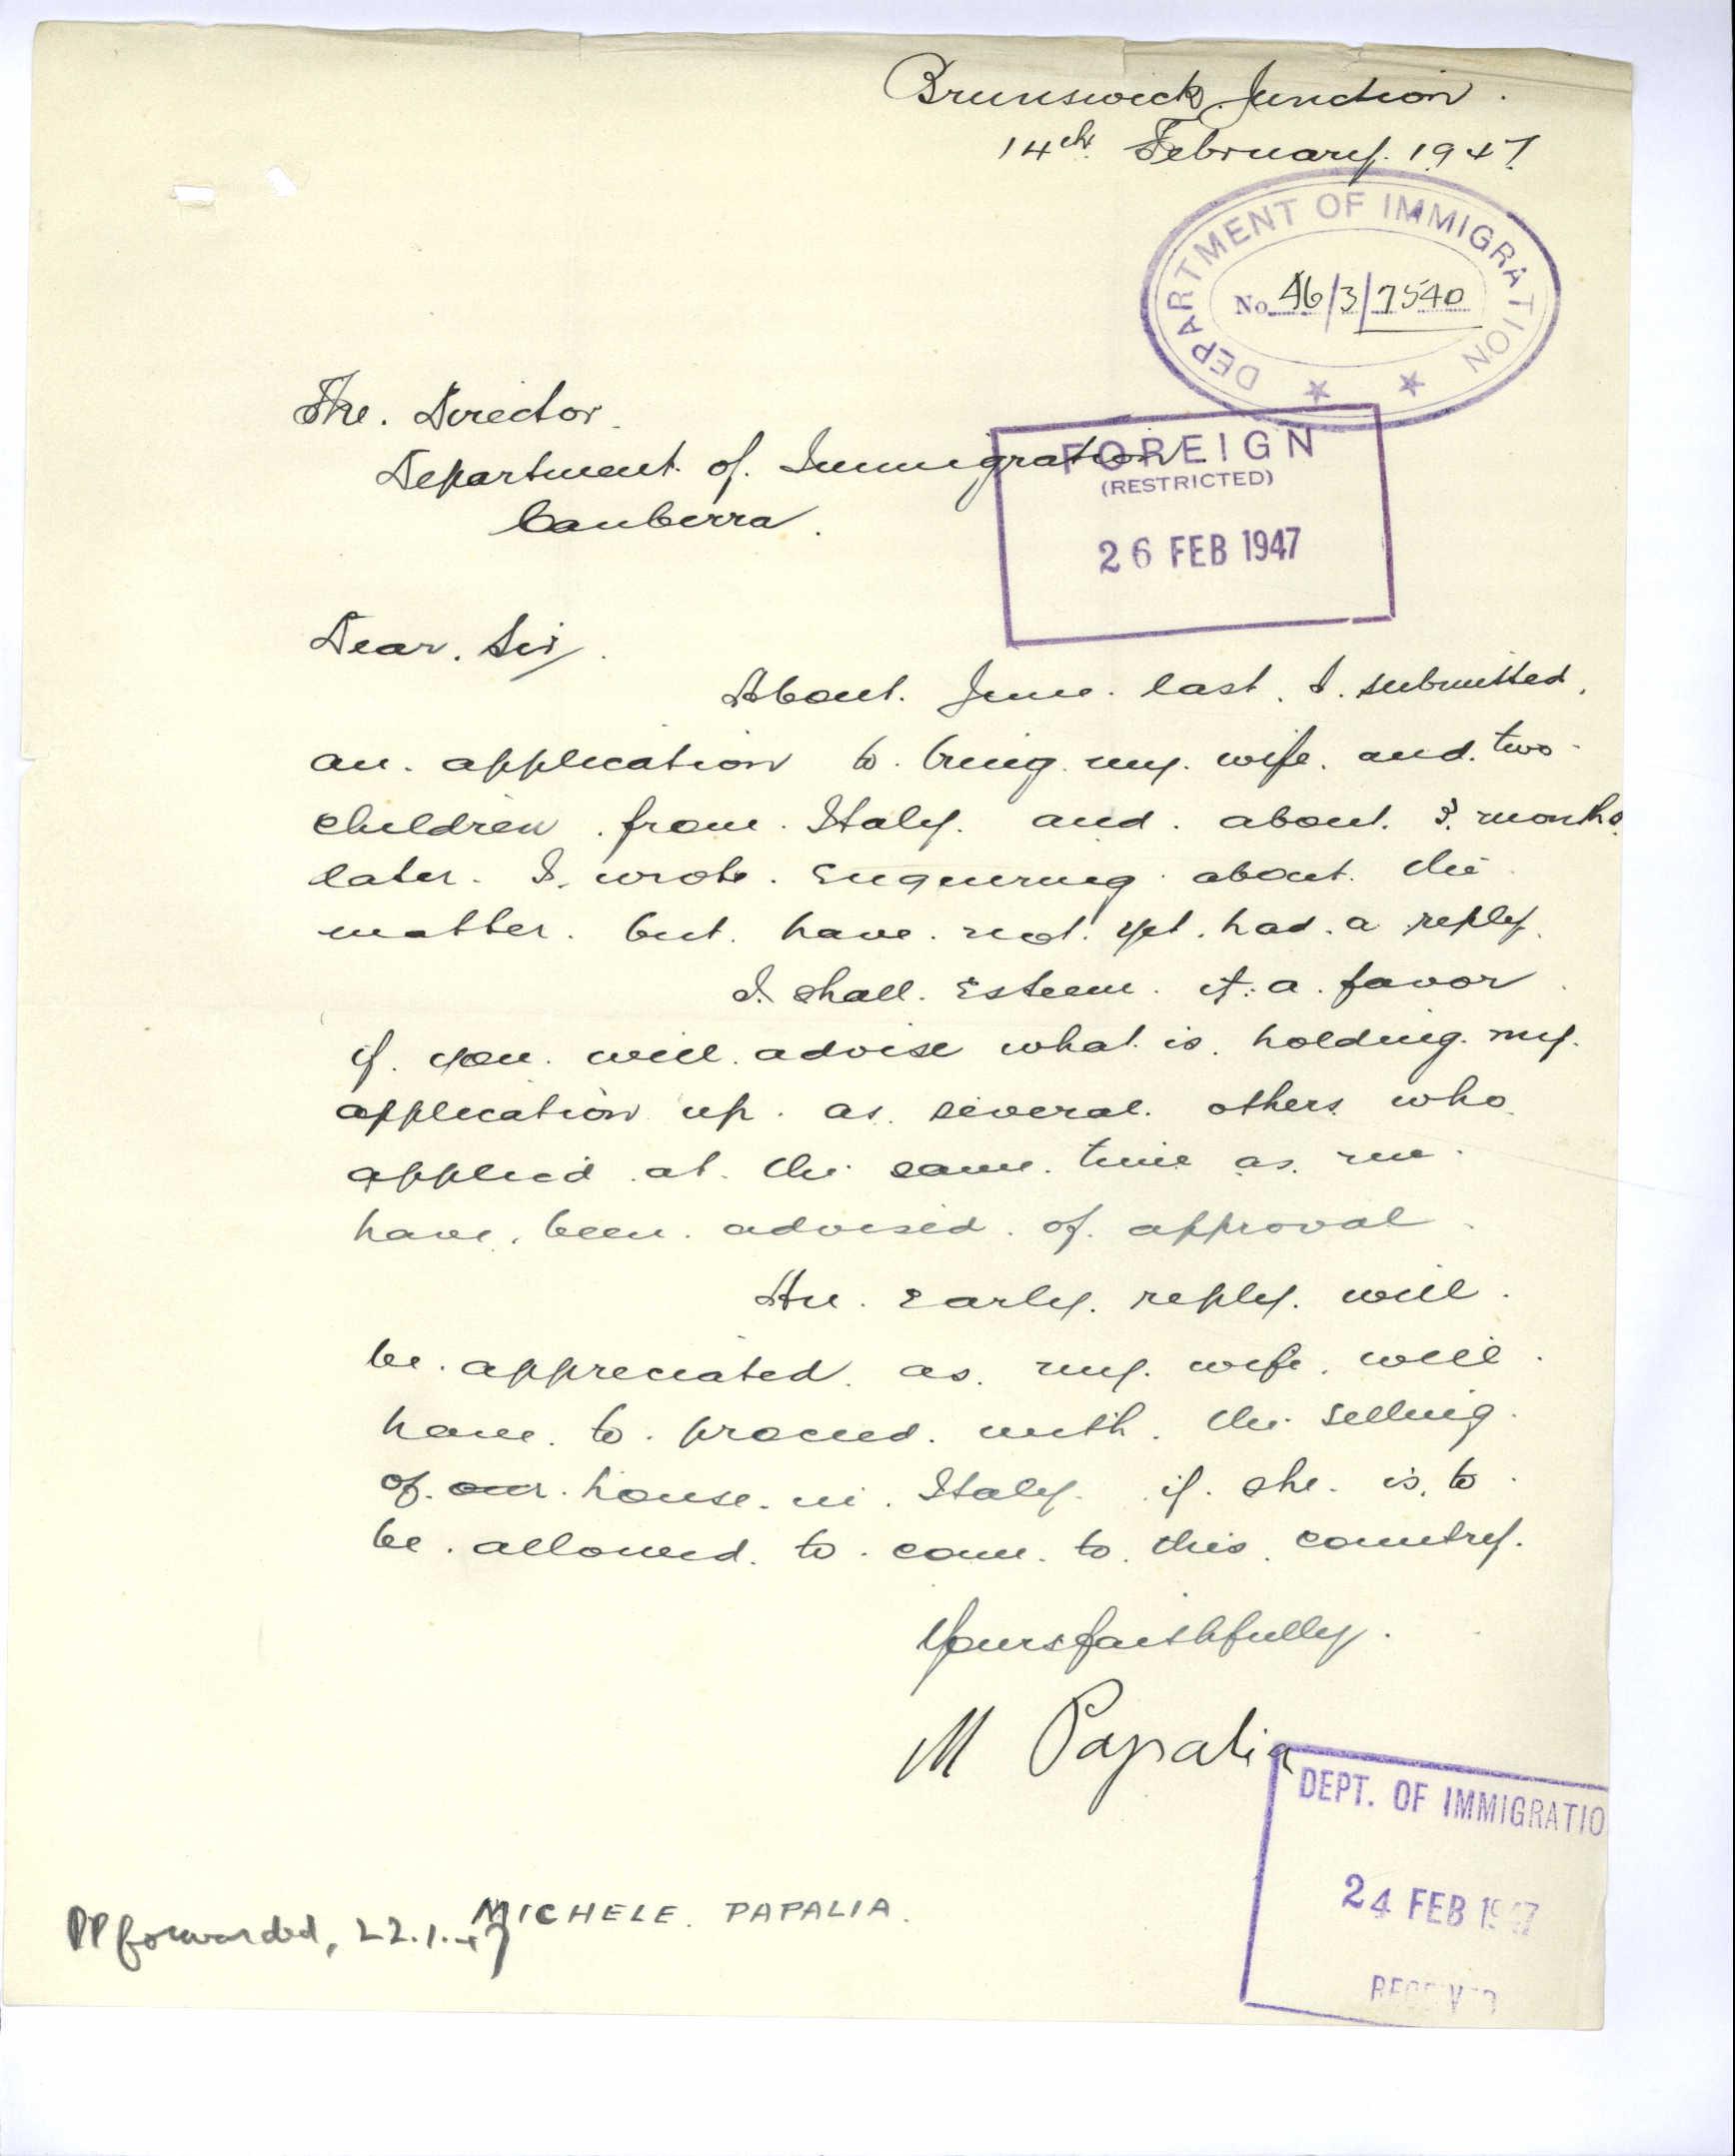 Brunswick Junction.
14th February. 1947
DEPARTMENT OF IMMIGRATION
No 46/3/7540
The. Director.
Department of. Immigration
Canberra.
FOREIGN
(RESTRICTED)
26 FEB 1947
Dear. Sir/.
About. June. last. I. submitted.
an. application to. bring. my. wife. and. two
children. from. Italy. and. about. 3. months.
later. I. wrote. Enquiring about. the
matter. but. have. not. yet. had. a reply.
I. shall. Esteem. it. a. favor.
if. you. will. advise what. is. holding. my.
application up. as. several. others who.
applied. at. the. same. time as. me.
have. been. advised. of. approval.
An. Early. reply. will.
be. appreciated. as. my. wife. will.
have. to. proceed. with. the. selling.
of. our. house. in. Italy. if. she. is. to.
be. allowed. to. come. to. this. country.
Yours faithfully.
M Papalia
DEPT. OF IMMIGRATIO
24 FEB 1947
RECEIVED
MICHELE. PAPALIA.
PP forwarded, 22.1.47